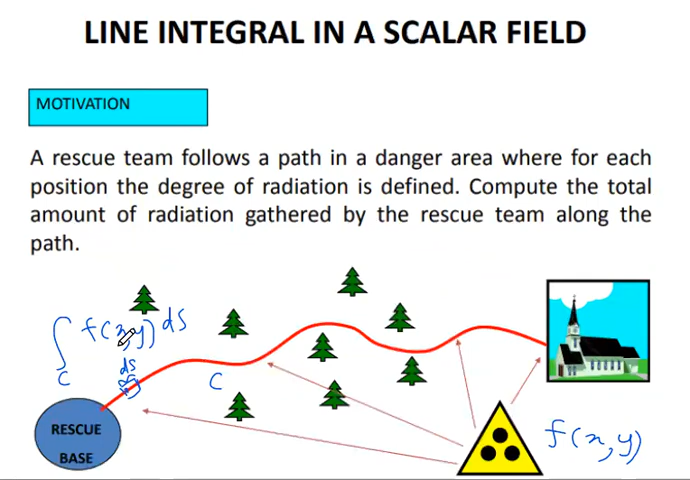 LINE INTEGRAL IN A SCALAR FIELD
MOTIVATION
A rescue team follows a path in a danger area where for each
position the degree of radiation is defined. Compute the total
amount of radiation gathered by the rescue team along the
path.
∫ f(x,y) ds
C
ds
C
RESCUE
BASE
f(x,y)